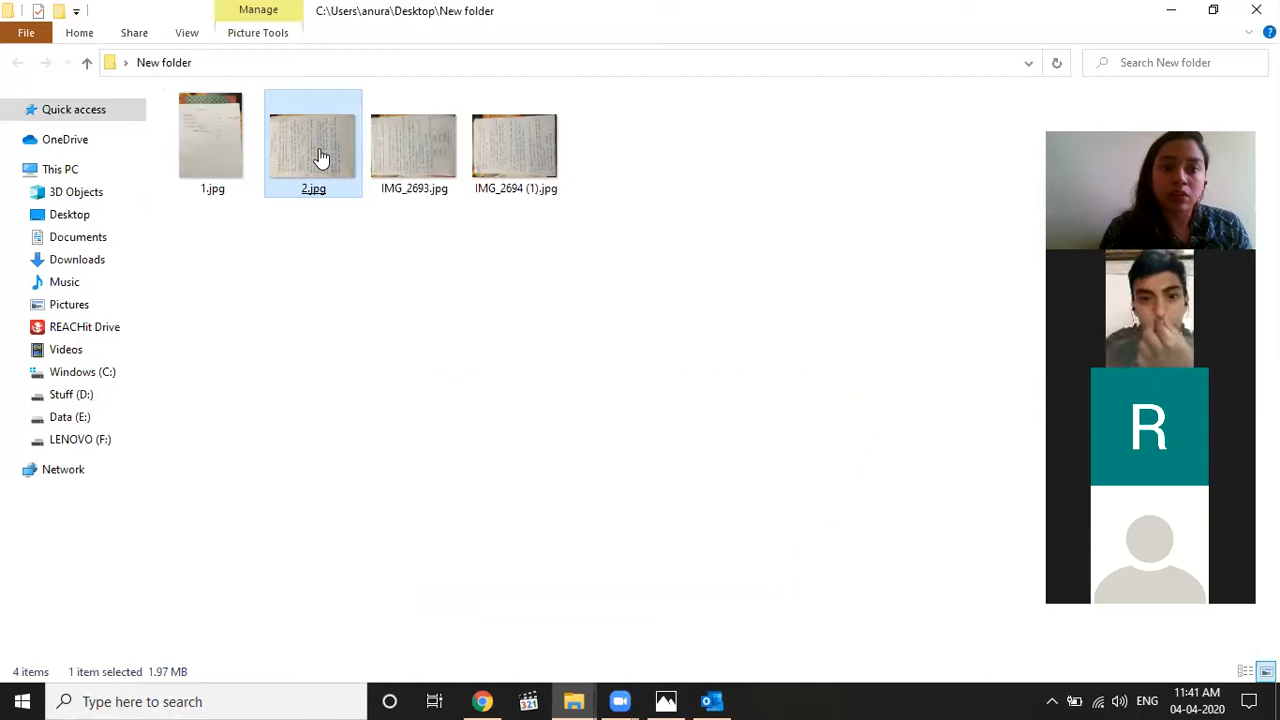 Manage
C:\Users\anura\Desktop\New folder
File
Home
Share
View
Picture Tools
New folder
Search New folder
Quick access
OneDrive
This PC
3D Objects
Desktop
Documents
Downloads
Music
Pictures
REACHit Drive
Videos
Windows (C:)
Stuff (D:)
Data (E:)
LENOVO (F:)
Network
1.jpg
2.jpg
IMG_2693.jpg
IMG_2694 (1).jpg
R
4 items
1 item selected 1.97 MB
Type here to search
321
ENG
11:41 AM
04-04-2020